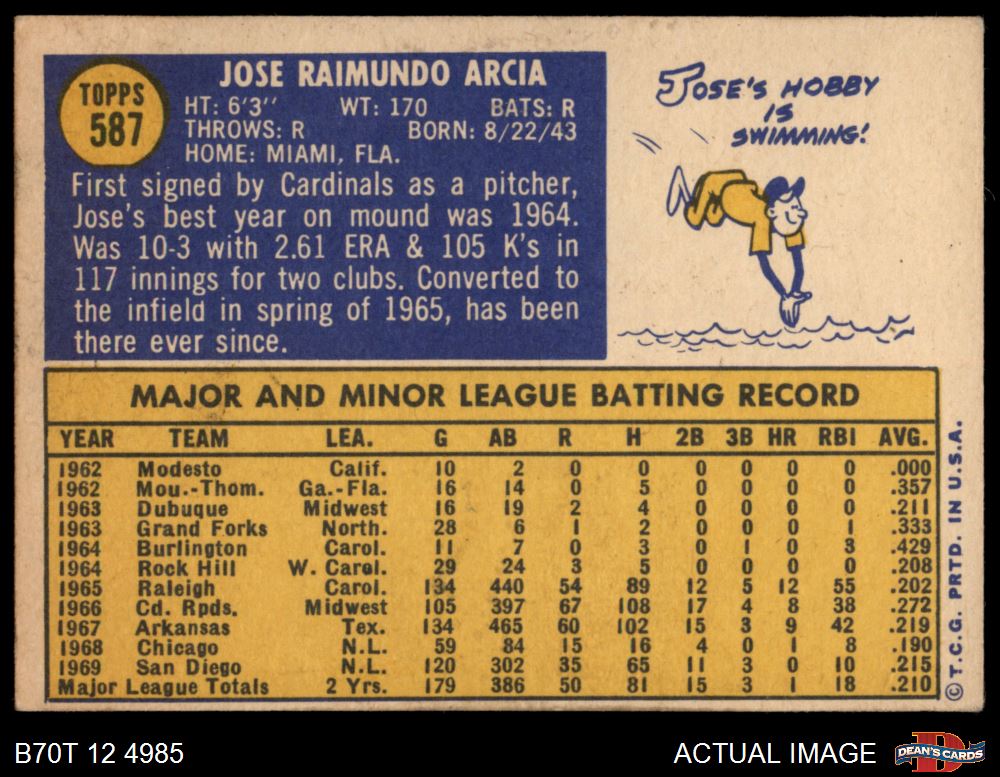 TOPPS
587
JOSE RAIMUNDO ARCIA
HT: 6'3" WT: 170 BATS: R
THROWS: R BORN: 8/22/43
HOME: MIAMI, FLA.
First signed by Cardinals as a pitcher,
Jose's best year on mound was 1964.
Was 10-3 with 2.61 ERA & 105 K's in
117 innings for two clubs. Converted to
the infield in spring of 1965, has been
there ever since.
JOSE'S HOBBY
IS
SWIMMING!
MAJOR AND MINOR LEAGUE BATTING RECORD
YEAR TEAM LEA. G AB R H 2B 3B HR RBI AVG.
1962 Modesto Calif. 10 2 0 0 0 0 0 0 .000
1962 Mou.-Thom. Ga.-Fla. 16 14 0 5 0 0 0 0 .357
1963 Dubuque Midwest 16 19 2 4 0 0 0 0 .211
1963 Grand Forks North. 28 6 1 2 0 0 0 1 .333
1964 Burlington Carol. 11 7 0 3 0 1 0 3 .429
1964 Rock Hill W. Carol. 29 24 3 5 0 0 0 0 .208
1965 Raleigh Carol. 134 440 54 89 12 5 12 55 .202
1966 Cd. Rpds. Midwest 105 397 67 108 17 4 8 38 .272
1967 Arkansas Tex. 134 465 60 102 15 3 9 42 .219
1968 Chicago N.L. 59 84 15 16 4 0 1 8 .190
1969 San Diego N.L. 120 302 35 65 11 3 0 10 .215
Major League Totals 2 Yrs. 179 386 50 81 15 3 1 18 .210
© T.C.G. PRTD. IN U.S.A.
B70T 12 4985
ACTUAL IMAGE
DEAN'S CARDS